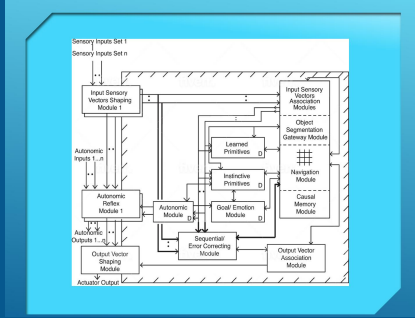 Sensory Inputs Set 1
Sensory Inputs Set n
Input Sensory
Vectors Shaping
Module 1
Input Sensory
Vectors
Association
Modules
Object
Segmentation
Gateway Module
Learned
Primitives
D
Autonomic
Inputs 1...n
Instinctive
Primitives
D
Navigation
Module
Autonomic
Reflex
Module 1
Autonomic
Module
D
Goal/ Emotion
Module
D
Causal
Memory
Module
Autonomic
Outputs 1...n
Sequential/
Error Correcting
Module
Output Vector
Shaping
Module
Output Vector
Association
Module
Actuator Output